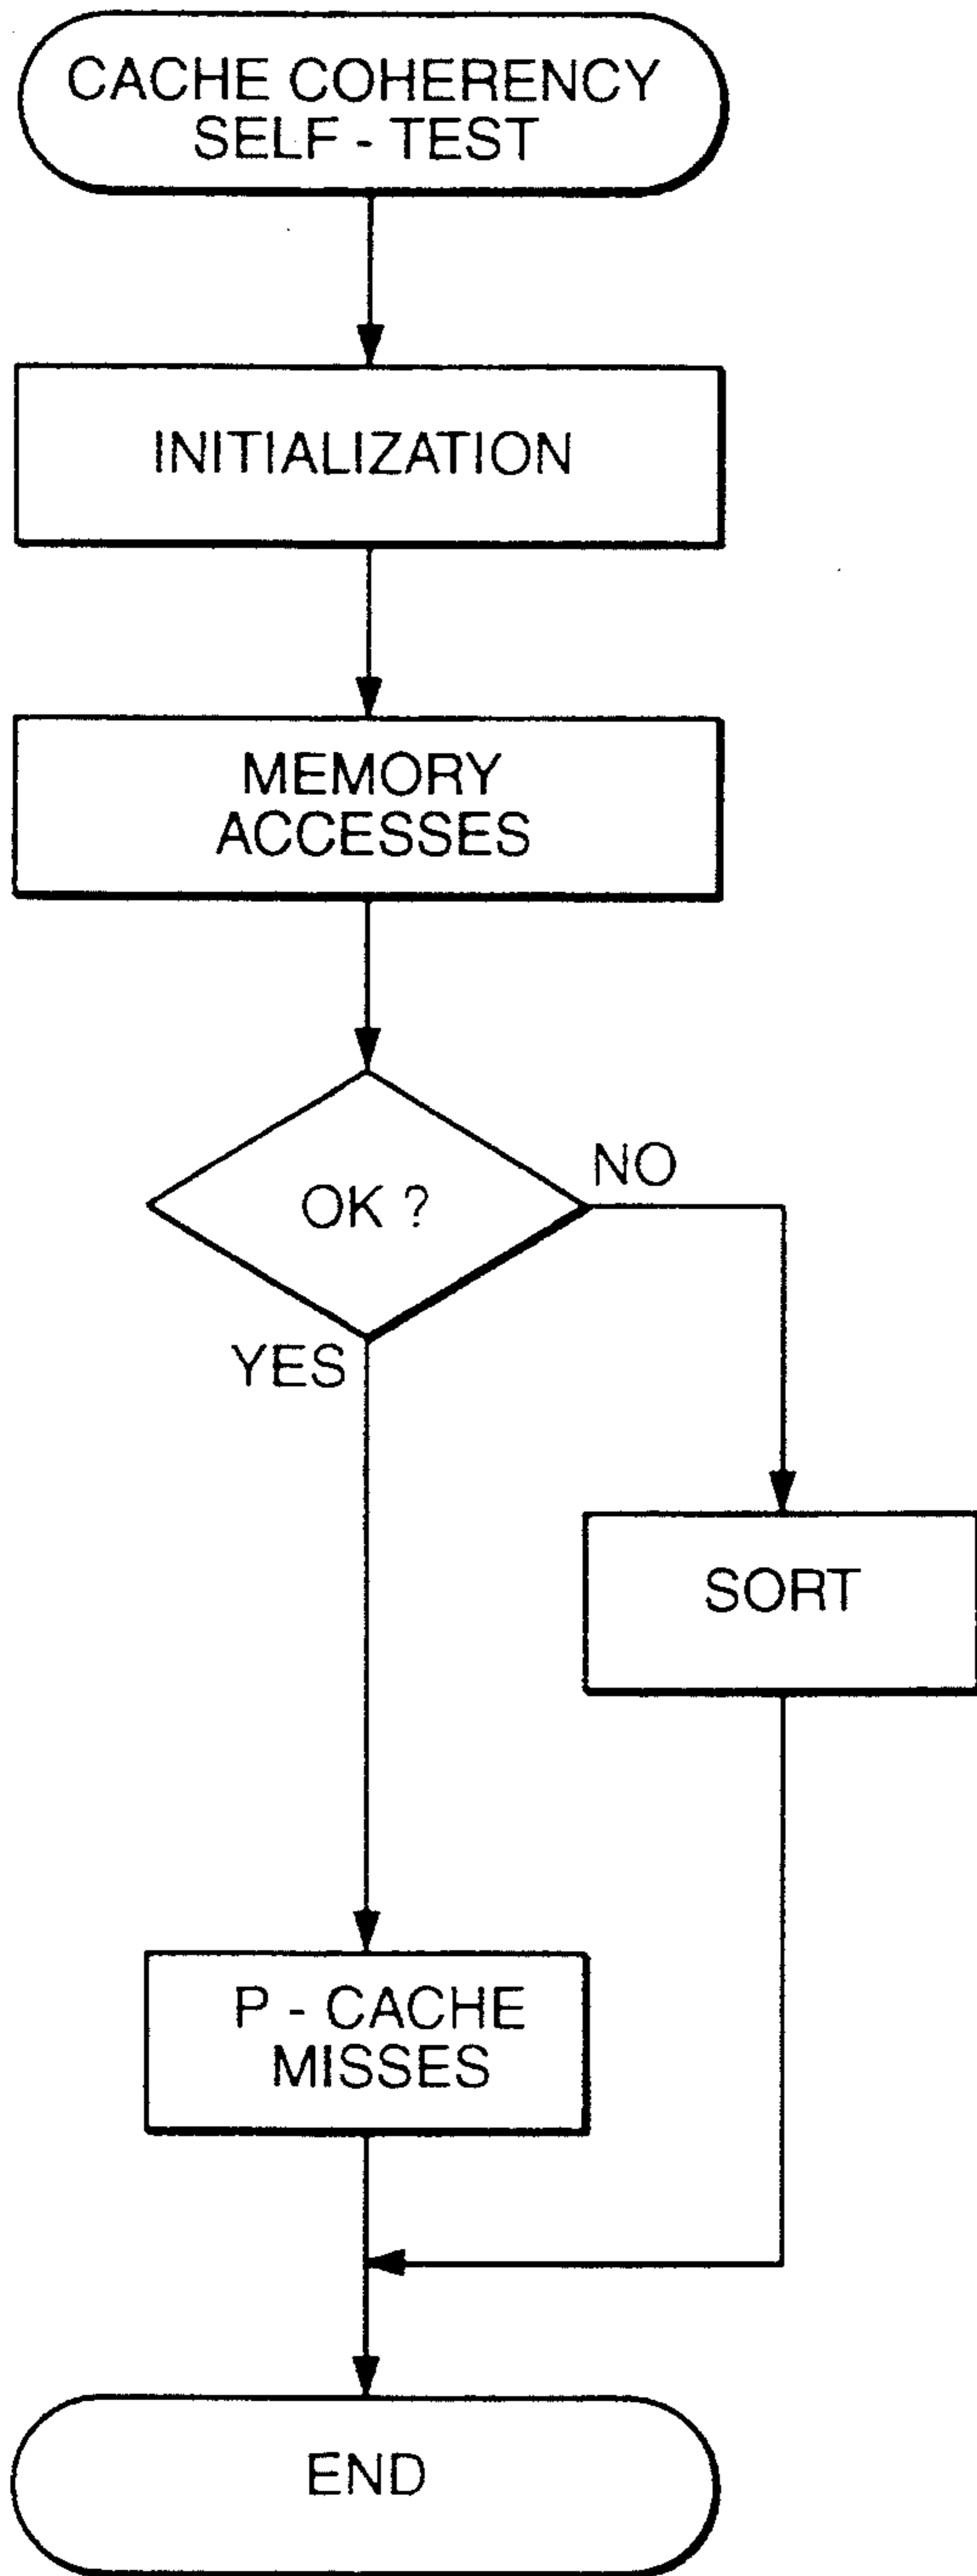 CACHE COHERENCY
SELF - TEST
INITIALIZATION
MEMORY
ACCESSES
OK ?
NO
YES
SORT
P - CACHE
MISSES
END